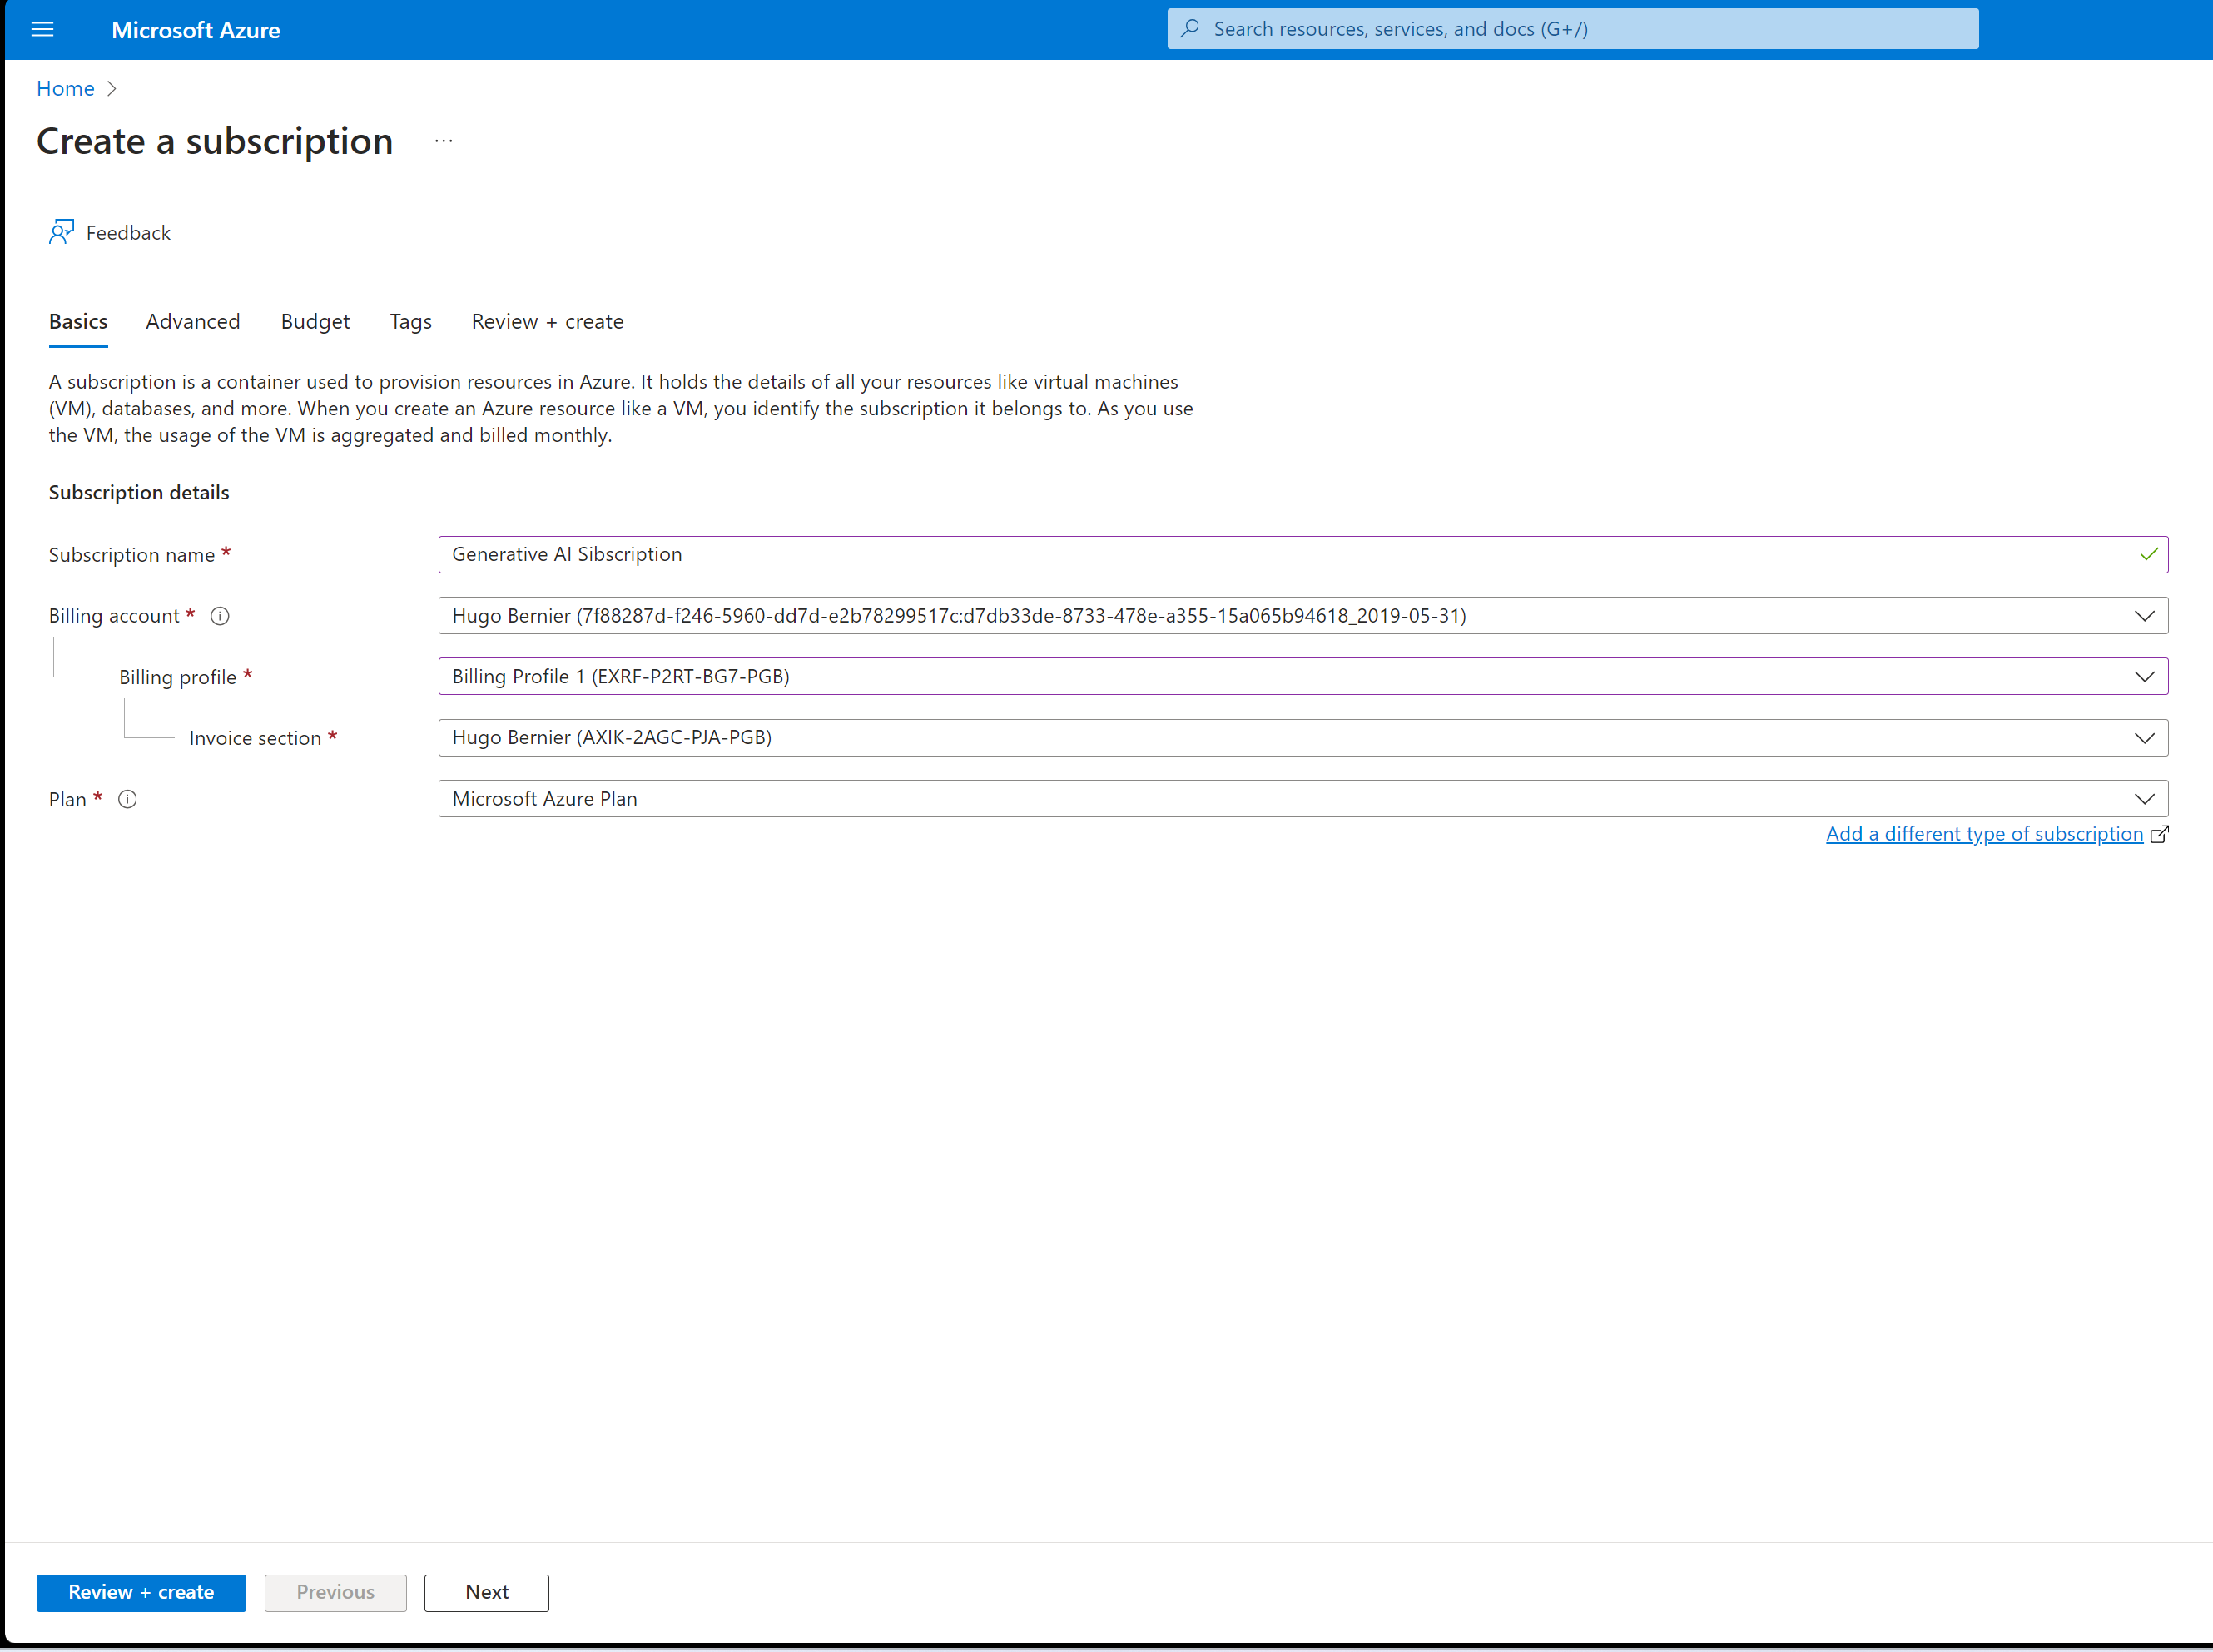 Microsoft Azure
Search resources, services, and docs (G+/)
Home
Create a subscription
...
Feedback
Basics
Advanced
Budget
Tags
Review + create
A subscription is a container used to provision resources in Azure. It holds the details of all your resources like virtual machines
(VM), databases, and more. When you create an Azure resource like a VM, you identify the subscription it belongs to. As you use
the VM, the usage of the VM is aggregated and billed monthly.
Subscription details
Subscription name *
Generative AI Sibscription
Billing account *
Hugo Bernier (7f88287d-f246-5960-dd7d-e2b78299517c:d7db33de-8733-478e-a355-15a065b94618_2019-05-31)
Billing profile *
Billing Profile 1 (EXRF-P2RT-BG7-PGB)
Invoice section *
Hugo Bernier (AXIK-2AGC-PJA-PGB)
Plan *
Microsoft Azure Plan
Add a different type of subscription
Review + create
Previous
Next